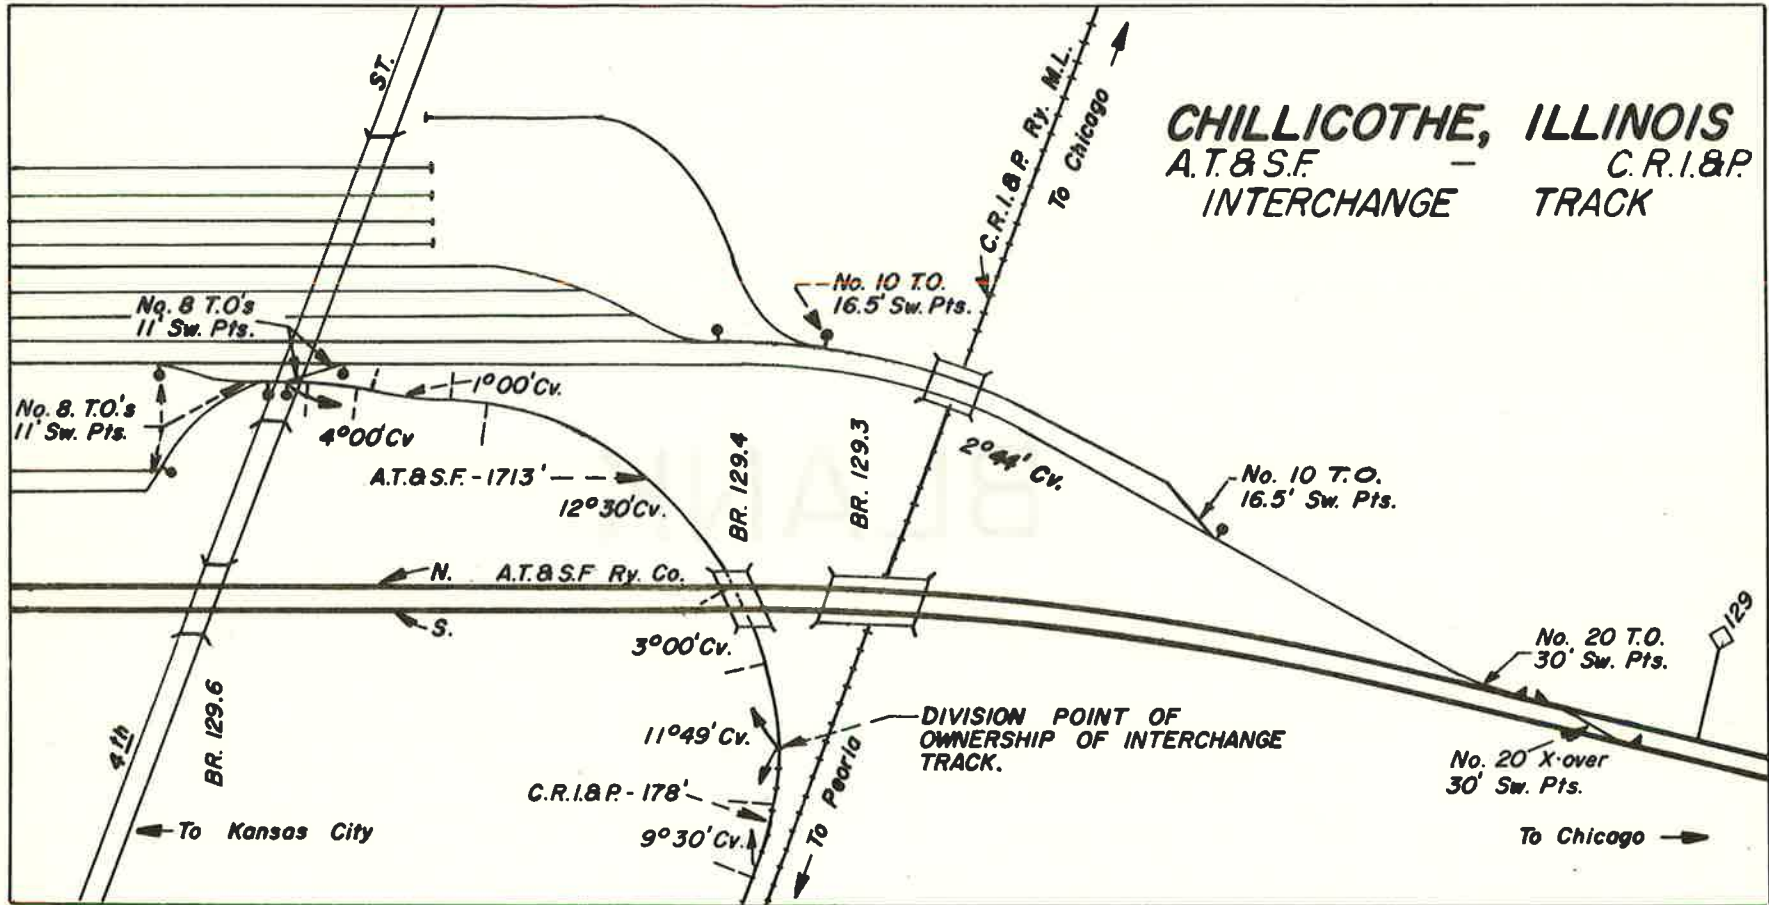 CHILLICOTHE, ILLINOIS
A.T.&S.F. — C.R.I.&P.
INTERCHANGE TRACK
ST.
C.R.I.&P. Ry. M.L.
To Chicago
No. 10 T.O.
16.5' Sw. Pts.
No. 8 T.O's
11' Sw. Pts.
1°00' Cv.
No. 8. T.O.'s
11' Sw. Pts.
4°00' Cv
A.T.&S.F. - 1713'
12°30' Cv.
BR. 129.4
BR. 129.3
2°44' Cv.
No. 10 T.O.
16.5' Sw. Pts.
BLANK
N. A.T.&S.F Ry. Co.
S.
3°00' Cv.
129
No. 20 T.O.
30' Sw. Pts.
BR. 129.6
4th
11°49' Cv.
DIVISION POINT OF
OWNERSHIP OF INTERCHANGE
TRACK.
C.R.I.&P. - 178'
9°30' Cv.
To Peoria
No. 20 X-over
30' Sw. Pts.
To Kansas City
To Chicago